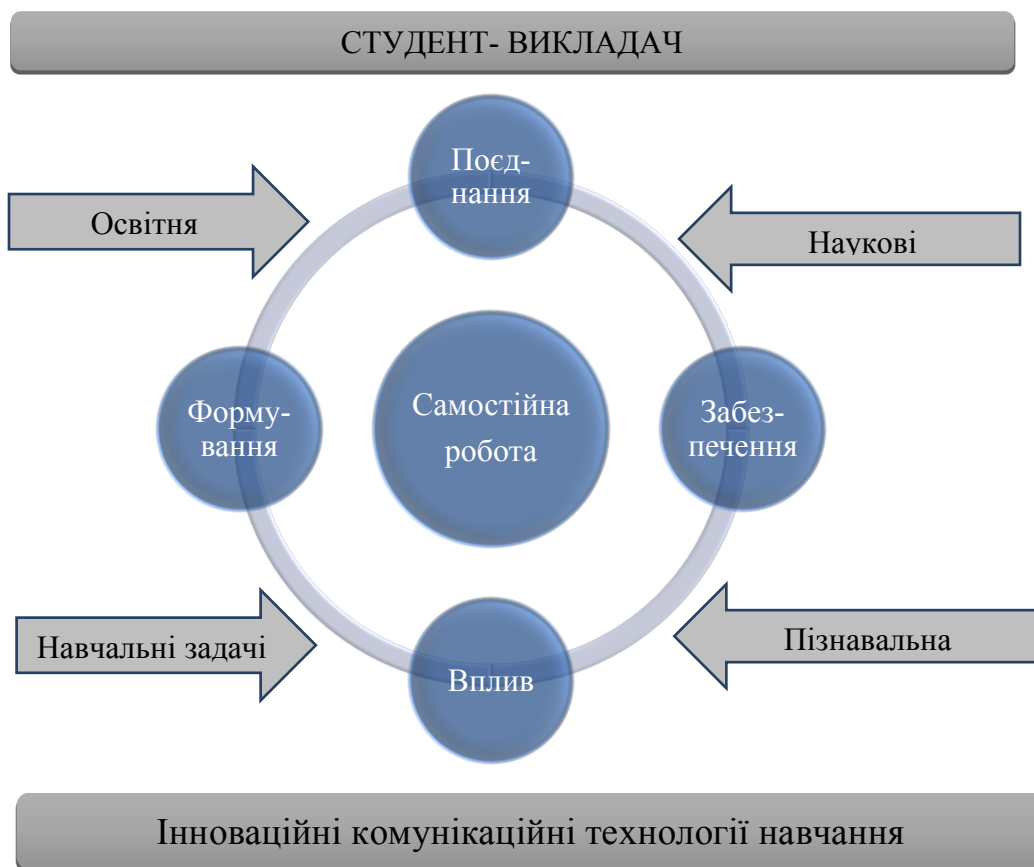 СТУДЕНТ- ВИКЛАДАЧ
Поєд-
нання
Освітня
Наукові
Форму-
вання
Самостійна
робота
Забез-
печення
Навчальні задачі
Пізнавальна
Вплив
Інноваційні комунікаційні технології навчання